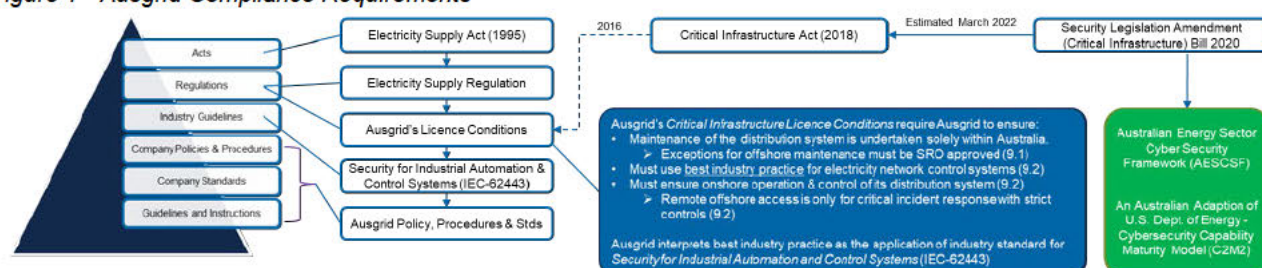 Figure 1 - Ausgrid Compliance Requirements
Acts
Regulations
Industry Guidelines
Company Policies & Procedures
Company Standards
Guidelines and Instructions
Electricity Supply Act (1995)
Electricity Supply Regulation
Ausgrid's Licence Conditions
Security for Industrial Automation &
Control Systems (IEC-62443)
Ausgrid Policy, Procedures & Stds
2016
Critical Infrastructure Act (2018)
Estimated March 2022
Security Legislation Amendment
(Critical Infrastructure) Bill 2020
Ausgrid's Critical Infrastructure Licence Conditions require Ausgrid to ensure:
• Maintenance of the distribution system is undertaken solely within Australia.
➢ Exceptions for offshore maintenance must be SRO approved (9.1)
• Must use best industry practice for electricity network control systems (9.2)
• Must ensure onshore operation & control of its distribution system (9.2)
➢ Remote offshore access is only for critical incident response with strict
controls (9.2)
Ausgrid interprets best industry practice as the application of industry standard for
Security for Industrial Automation and Control Systems (IEC-62443)
Australian Energy Sector
Cyber Security
Framework (AESCSF)
An Australian Adaption of
U.S. Dept. of Energy -
Cybersecurity Capability
Maturity Model (C2M2)